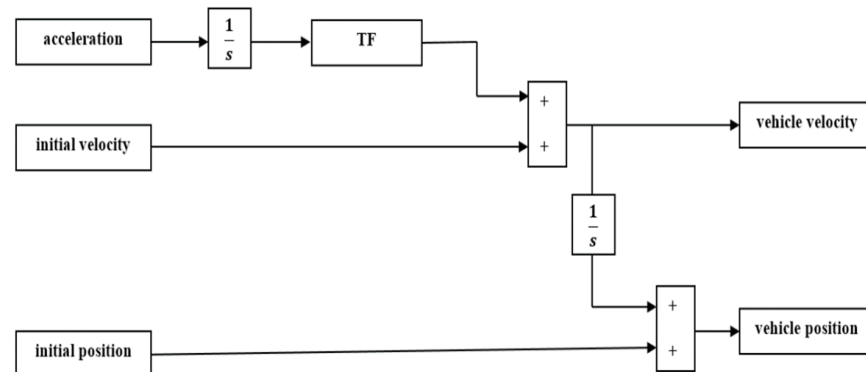 acceleration
1
s
TF
+
+
initial velocity
vehicle velocity
1
s
+
+
initial position
vehicle position